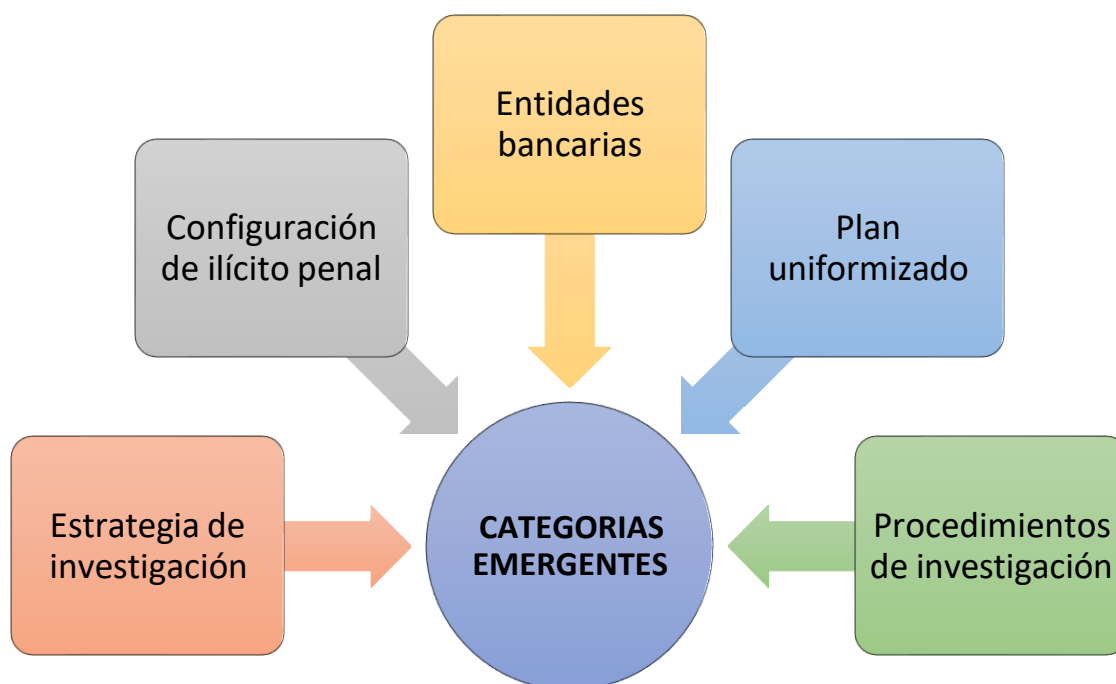 Entidades
bancarias
Configuración
de ilícito penal
Plan
uniformizado
Estrategia de
investigación
CATEGORIAS
EMERGENTES
Procedimientos
de investigación